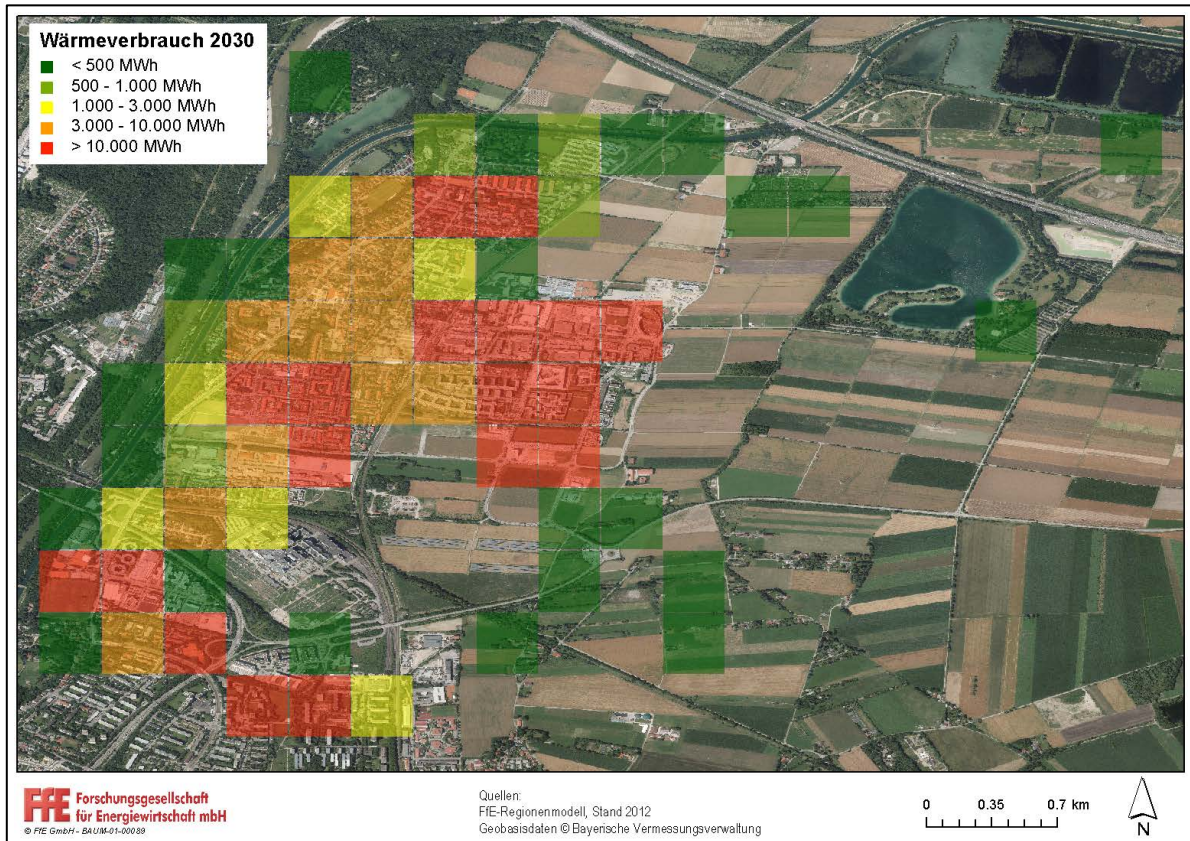 Wärmeverbrauch 2030
< 500 MWh
500 - 1.000 MWh
1.000 - 3.000 MWh
3.000 - 10.000 MWh
> 10.000 MWh
FfE Forschungsgesellschaft
für Energiewirtschaft mbH
© FfE GmbH - BAUM-01-00089
Quellen:
FfE-Regionenmodell, Stand 2012
Geobasisdaten © Bayerische Vermessungsverwaltung
0 0.35 0.7 km
N